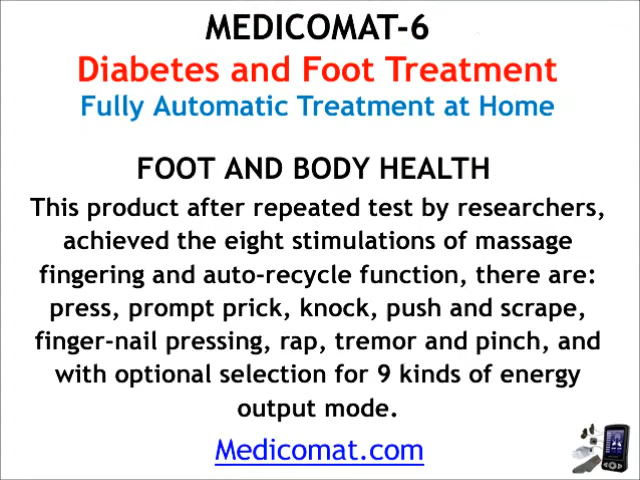 MEDICOMAT-6
Diabetes and Foot Treatment
Fully Automatic Treatment at Home
FOOT AND BODY HEALTH
This product after repeated test by researchers,
achieved the eight stimulations of massage
fingering and auto-recycle function, there are:
press, prompt prick, knock, push and scrape,
finger-nail pressing, rap, tremor and pinch, and
with optional selection for 9 kinds of energy
output mode.
Medicomat.com